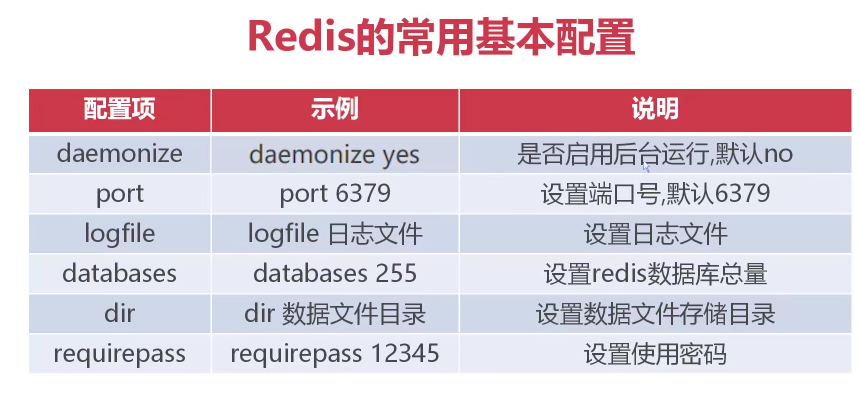 Redis的常用基本配置
配置项 示例 说明
daemonize daemonize yes 是否启用后台运行,默认no
port port 6379 设置端口号,默认6379
logfile logfile 日志文件 设置日志文件
databases databases 255 设置redis数据库总量
dir dir 数据文件目录 设置数据文件存储目录
requirepass requirepass 12345 设置使用密码